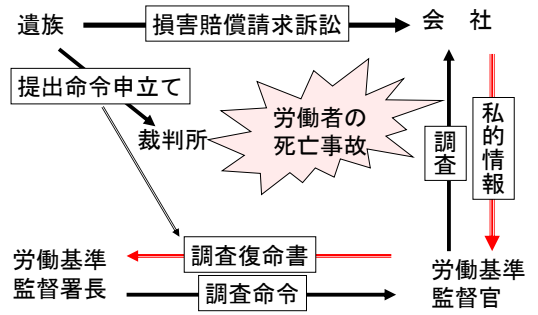 遺族
損害賠償請求訴訟
会 社
提出命令申立て
裁判所
労働者の
死亡事故
調査
私的情報
調査復命書
労働基準
監督署長
調査命令
労働基準
監督官